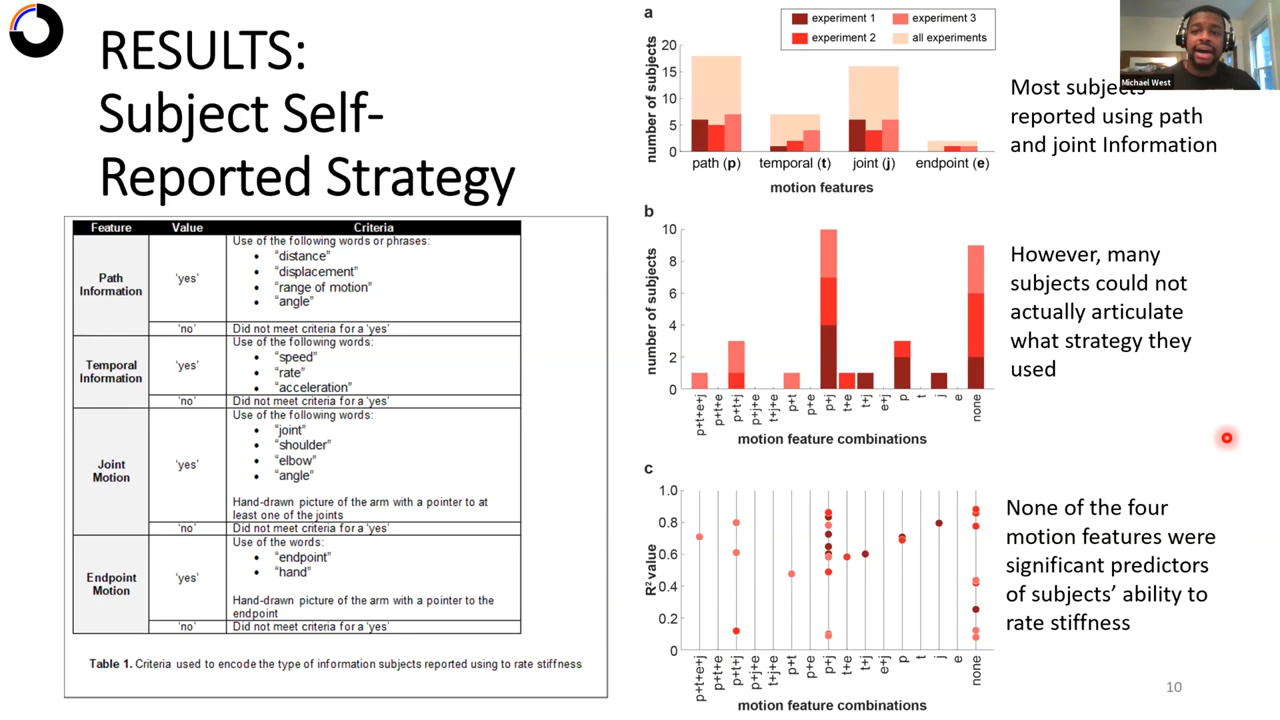 RESULTS:
Subject Self-
Reported Strategy
Feature Value Criteria
Path
Information
'yes'
Use of the following words or phrases:
• "distance"
• "displacement"
• "range of motion"
• "angle"
'no' Did not meet criteria for a 'yes'
Temporal
Information
'yes'
Use of the following words:
• "speed"
• "rate"
• "acceleration"
'no' Did not meet criteria for a 'yes'
Joint
Motion
'yes'
Use of the following words:
• "joint"
• "shoulder"
• "elbow"
• "angle"
Hand-drawn picture of the arm with a pointer to at
least one of the joints
'no' Did not meet criteria for a 'yes'
Endpoint
Motion
'yes'
Use of the words:
• "endpoint"
• "hand"
Hand-drawn picture of the arm with a pointer to the
endpoint
'no' Did not meet criteria for a 'yes'
Table 1. Criteria used to encode the type of information subjects reported using to rate stiffness
a
experiment 1 experiment 3
experiment 2 all experiments
number of subjects
20
15
10
5
0
path (p) temporal (t) joint (j) endpoint (e)
motion features
b
number of subjects
10
8
6
4
2
0
p+t+e+j p+t+e p+t+j p+j+e t+j+e p+t p+e p+j t+e t+j e+j p t j e none
motion feature combinations
c
R² value
1.0
0.8
0.6
0.4
0.2
0
p+t+e+j p+t+e p+t+j p+j+e t+j+e p+t p+e p+j t+e t+j e+j p t j e none
motion feature combinations
Michael West
Most subjects
reported using path
and joint Information
However, many
subjects could not
actually articulate
what strategy they
used
None of the four
motion features were
significant predictors
of subjects' ability to
rate stiffness
10